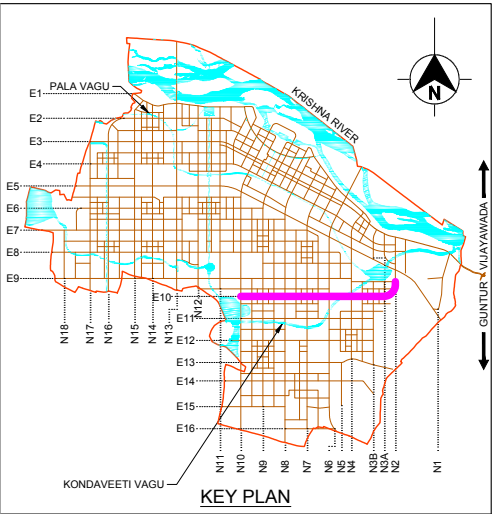 PALA VAGU
KRISHNA RIVER
N
E1
E2
E3
E4
E5
E6
E7
E8
E9
E10
E11
E12
E13
E14
E15
E16
GUNTUR - VIJAYAWADA
N18
N17
N16
N15
N14
N13
N12
N11
N10
N9
N8
N7
N6
N5
N4
N3B
N3A
N2
N1
KONDAVEETI VAGU
KEY PLAN